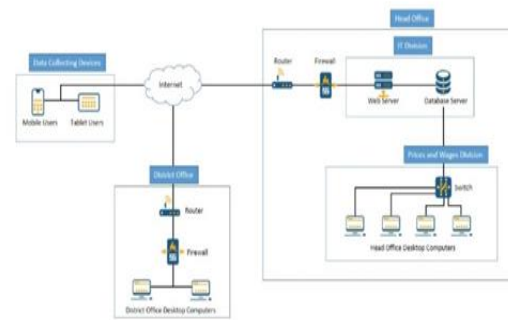 Head Office
IT Division
Router
Firewall
Data Collecting Devices
Internet
Web Server
Database Server
Mobile Users
Tablet Users
Prices and Wages Division
District Office
Switch
Router
Firewall
Head Office Desktop Computers
District Office Desktop Computers